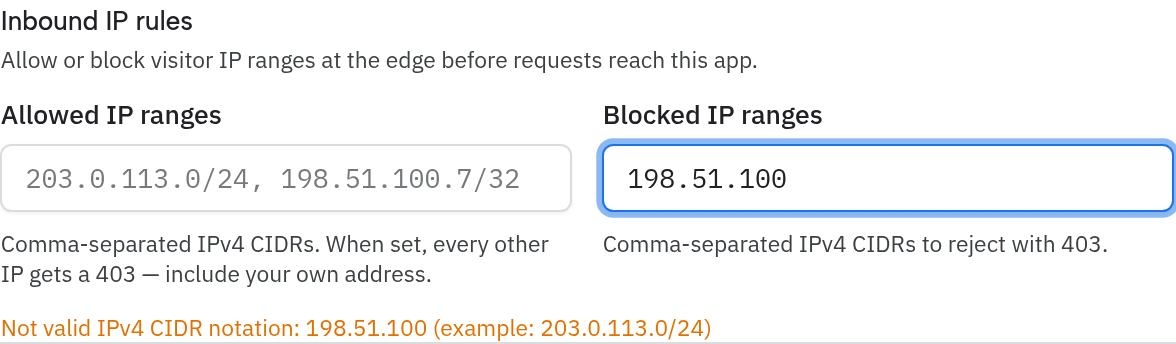 Inbound IP rules
Allow or block visitor IP ranges at the edge before requests reach this app.
Allowed IP ranges
203.0.113.0/24, 198.51.100.7/32
Comma-separated IPv4 CIDRs. When set, every other
IP gets a 403 — include your own address.
Blocked IP ranges
198.51.100
Comma-separated IPv4 CIDRs to reject with 403.
Not valid IPv4 CIDR notation: 198.51.100 (example: 203.0.113.0/24)